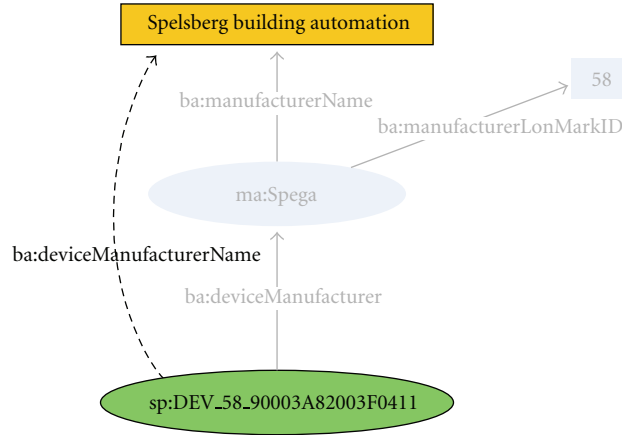 Spelsberg building automation
58
ba:manufacturerName
ba:manufacturerLonMarkID
ma:Spega
ba:deviceManufacturerName
ba:deviceManufacturer
sp:DEV_58_90003A82003F0411